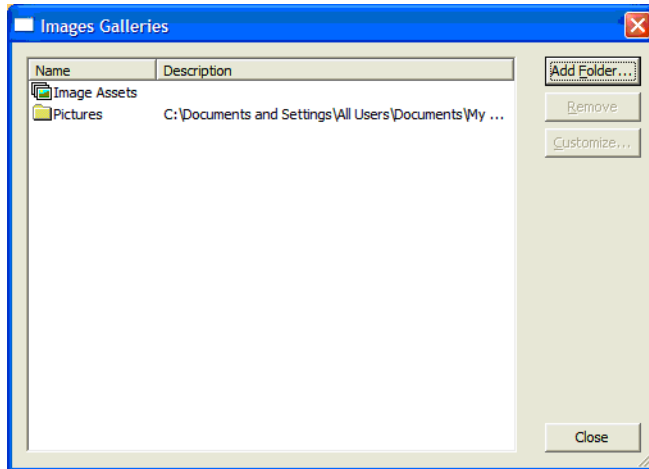 Images Galleries
Name Description
Image Assets
Pictures C:\Documents and Settings\All Users\Documents\My ...
Add Folder...
Remove
Customize...
Close